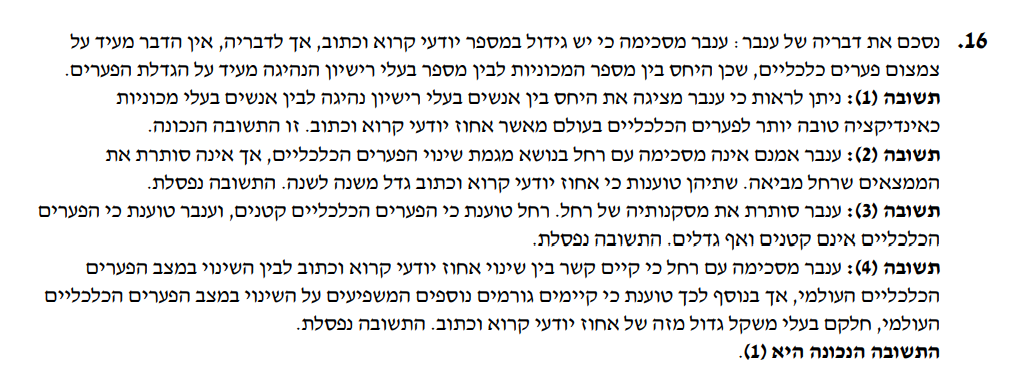 16. נסכם את דבריה של ענבר: ענבר מסכימה כי יש גידול במספר יודעי קרוא וכתוב, אך לדבריה, אין הדבר מעיד על
צמצום פערים כלכליים, שכן היחס בין מספר המכוניות לבין מספר בעלי רישיון הנהיגה מעיד על הגדלת הפערים.
תשובה (1): ניתן לראות כי ענבר מציגה את היחס בין אנשים בעלי רישיון נהיגה לבין אנשים בעלי מכוניות
כאינדיקציה טובה יותר לפערים הכלכליים בעולם מאשר אחוז יודעי קרוא וכתוב. זו התשובה הנכונה.
תשובה (2): ענבר אמנם אינה מסכימה עם רחל בנושא מגמת שינוי הפערים הכלכליים, אך אינה סותרת את
הממצאים שרחל מביאה. שתיהן טוענות כי אחוז יודעי קרוא וכתוב גדל משנה לשנה. התשובה נפסלת.
תשובה (3): ענבר סותרת את מסקנותיה של רחל. רחל טוענת כי הפערים הכלכליים קטנים, וענבר טוענת כי הפערים
הכלכליים אינם קטנים ואף גדלים. התשובה נפסלת.
תשובה (4): ענבר מסכימה עם רחל כי קיים קשר בין שינוי אחוז יודעי קרוא וכתוב לבין השינוי במצב הפערים
הכלכליים העולמי, אך בנוסף לכך טוענת כי קיימים גורמים נוספים המשפיעים על השינוי במצב הפערים הכלכליים
העולמי, חלקם בעלי משקל גדול מזה של אחוז יודעי קרוא וכתוב. התשובה נפסלת.
התשובה הנכונה היא (1).